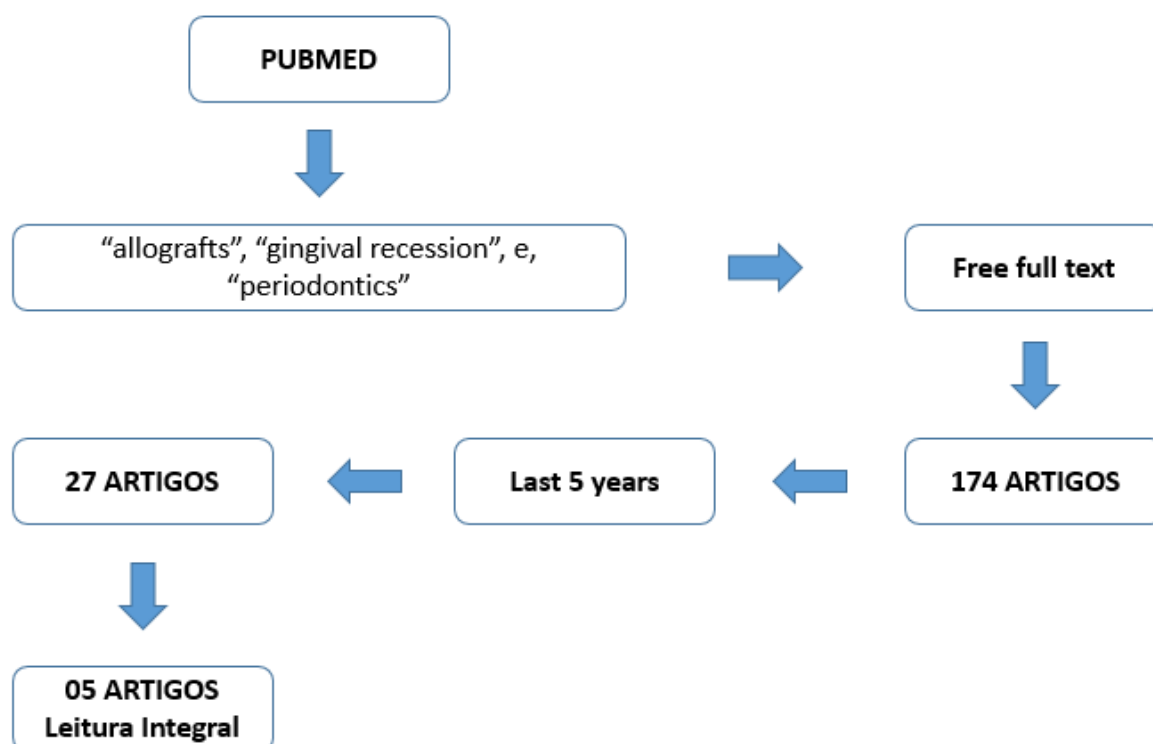 PUBMED
“allografts”, “gingival recession”, e,
“periodontics”
Free full text
174 ARTIGOS
Last 5 years
27 ARTIGOS
05 ARTIGOS
Leitura Integral